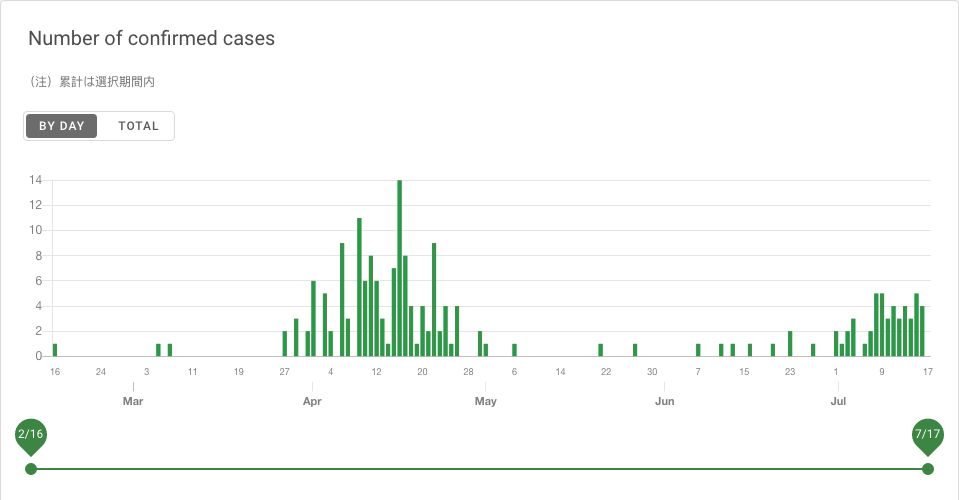 Number of confirmed cases
（注）累計は選択期間内
BY DAY TOTAL
14
12
10
8
6
4
2
0
16 24 3 11 19 27 4 12 20 28 6 14 22 30 7 15 23 1 9 17
Mar Apr May Jun Jul
2/16 7/17